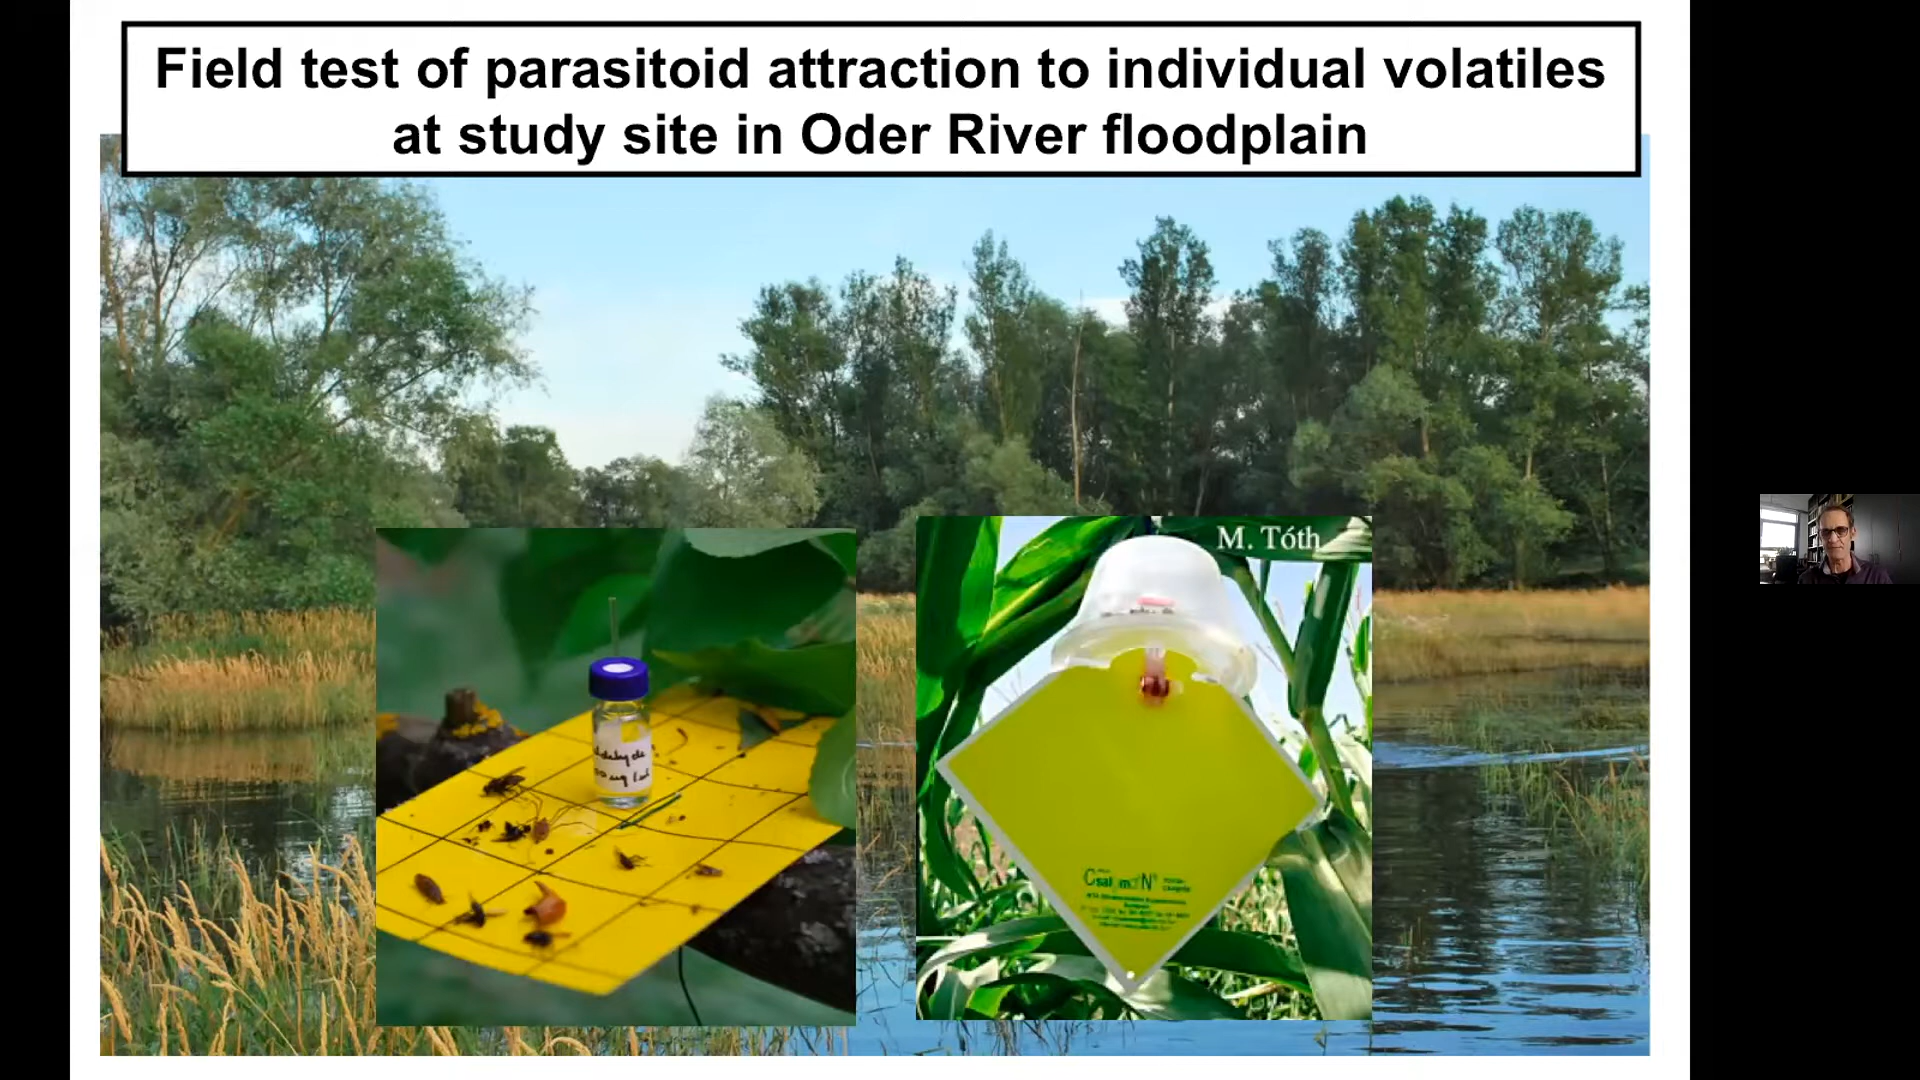 Field test of parasitoid attraction to individual volatiles
at study site in Oder River floodplain
M. Tóth